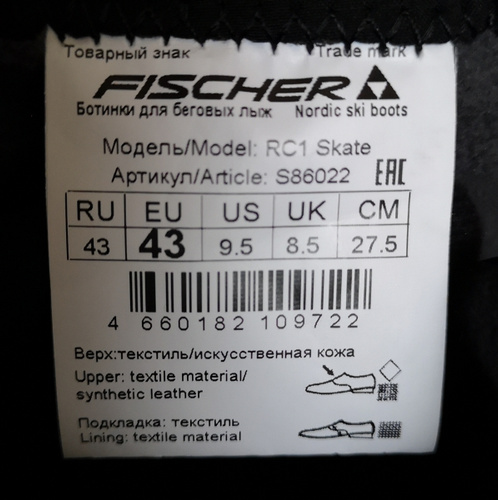 Товарный знак Trade mark
FISCHER
Ботинки для беговых лыж Nordic ski boots
Модель/Model: RC1 Skate
Артикул/Article: S86022 EAC
RU EU US UK CM
43 43 9.5 8.5 27.5
4 660182 109722
Верх:текстиль/искусственная кожа
Upper: textile material/
synthetic leather
Подкладка: текстиль
Lining: textile material